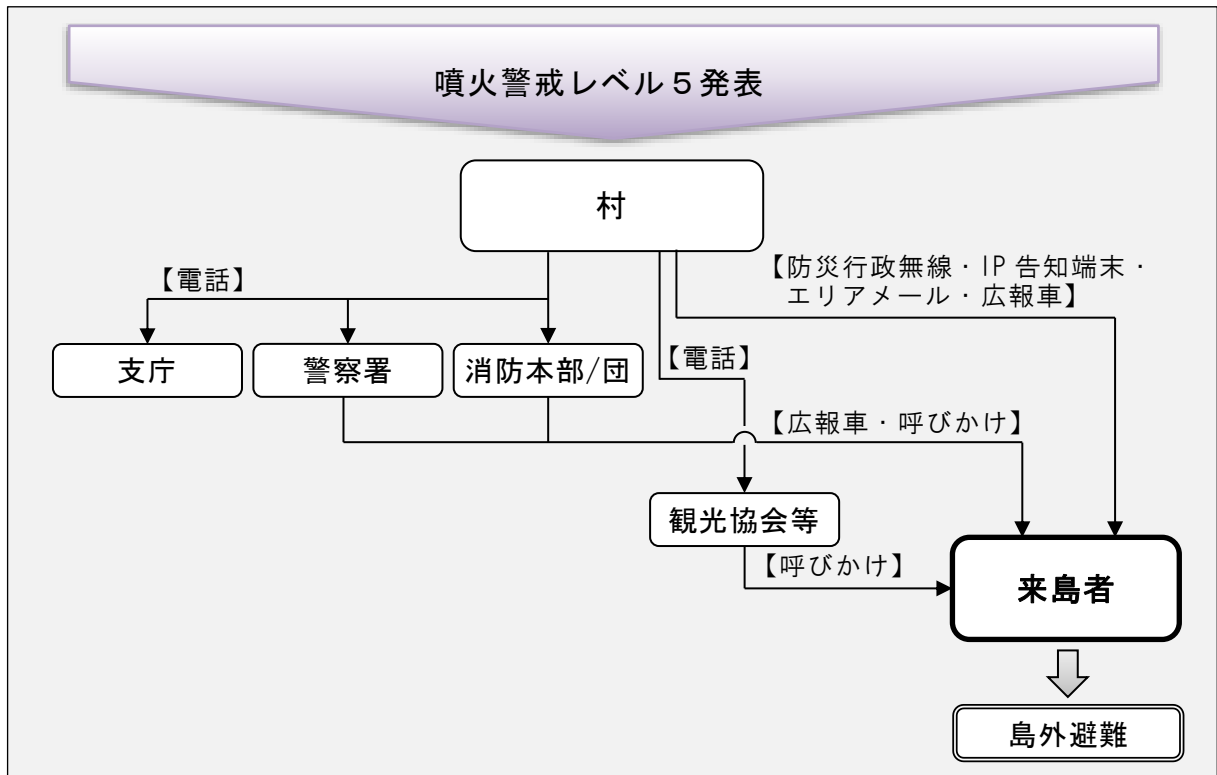 噴火警戒レベル５発表
村
【防災行政無線・IP 告知端末・
エリアメール・広報車】
【電話】
支庁
警察署
消防本部/団
【電話】
【広報車・呼びかけ】
観光協会等
【呼びかけ】
来島者
島外避難